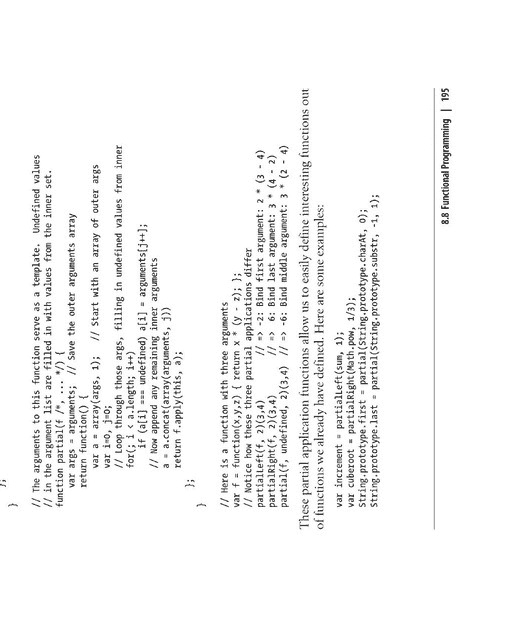 };
}
// The arguments to this function serve as a template. Undefined values
// in the argument list are filled in with values from the inner set.
function partial(f /*, ... */) {
var args = arguments; // Save the outer arguments array
return function() {
var a = array(args, 1); // Start with an array of outer args
var i=0, j=0;
// Loop through those args, filling in undefined values from inner
for(; i < a.length; i++)
if (a[i] === undefined) a[i] = arguments[j++];
// Now append any remaining inner arguments
a = a.concat(array(arguments, j))
return f.apply(this, a);
};
}
// Here is a function with three arguments
var f = function(x,y,z) { return x * (y - z); };
// Notice how these three partial applications differ
partialLeft(f, 2)(3,4) // => -2: Bind first argument: 2 * (3 - 4)
partialRight(f, 2)(3,4) // => 6: Bind last argument: 3 * (4 - 2)
partial(f, undefined, 2)(3,4) // => -6: Bind middle argument: 3 * (2 - 4)
These partial application functions allow us to easily define interesting functions out
of functions we already have defined. Here are some examples:
var increment = partialLeft(sum, 1);
var cuberoot = partialRight(Math.pow, 1/3);
String.prototype.first = partial(String.prototype.charAt, 0);
String.prototype.last = partial(String.prototype.substr, -1, 1);
8.8 Functional Programming | 195